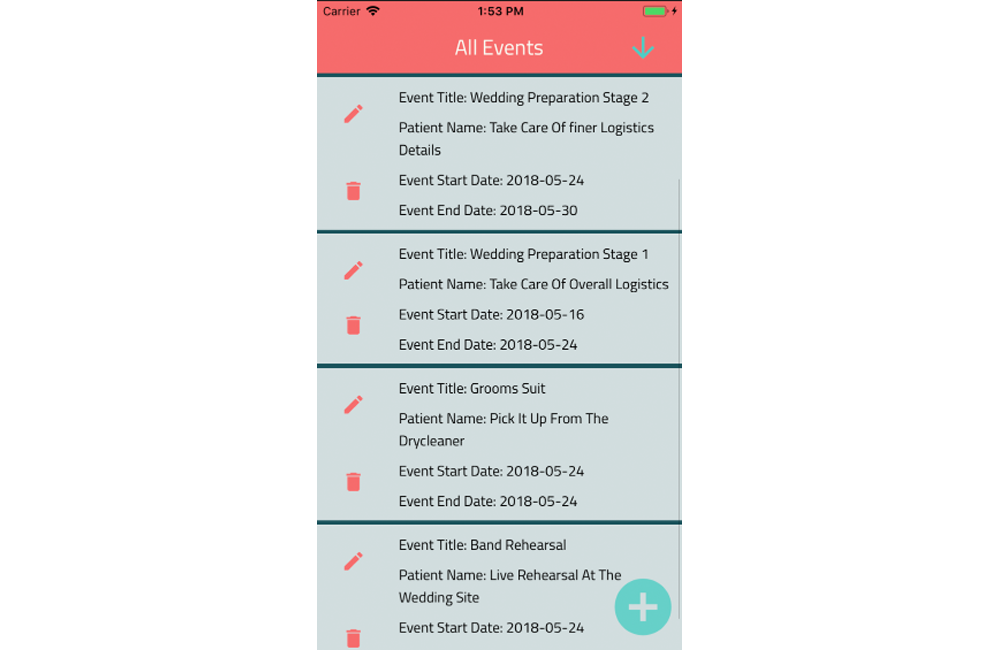 Carrier
1:53 PM
All Events
Event Title: Wedding Preparation Stage 2
Patient Name: Take Care Of finer Logistics
Details
Event Start Date: 2018-05-24
Event End Date: 2018-05-30
Event Title: Wedding Preparation Stage 1
Patient Name: Take Care Of Overall Logistics
Event Start Date: 2018-05-16
Event End Date: 2018-05-24
Event Title: Grooms Suit
Patient Name: Pick It Up From The
Drycleaner
Event Start Date: 2018-05-24
Event End Date: 2018-05-24
Event Title: Band Rehearsal
Patient Name: Live Rehearsal At The
Wedding Site
Event Start Date: 2018-05-24